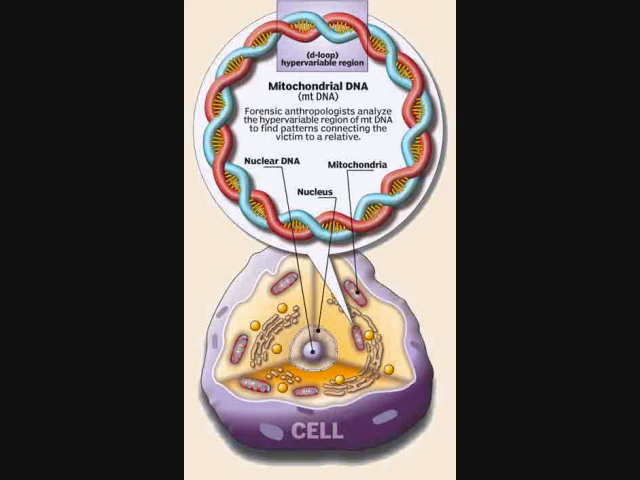 (d-loop)
hypervariable region
Mitochondrial DNA
(mt DNA)
Forensic anthropologists analyze
the hypervariable region of mt DNA
to find patterns connecting the
victim to a relative.
Nuclear DNA
Mitochondria
Nucleus
CELL